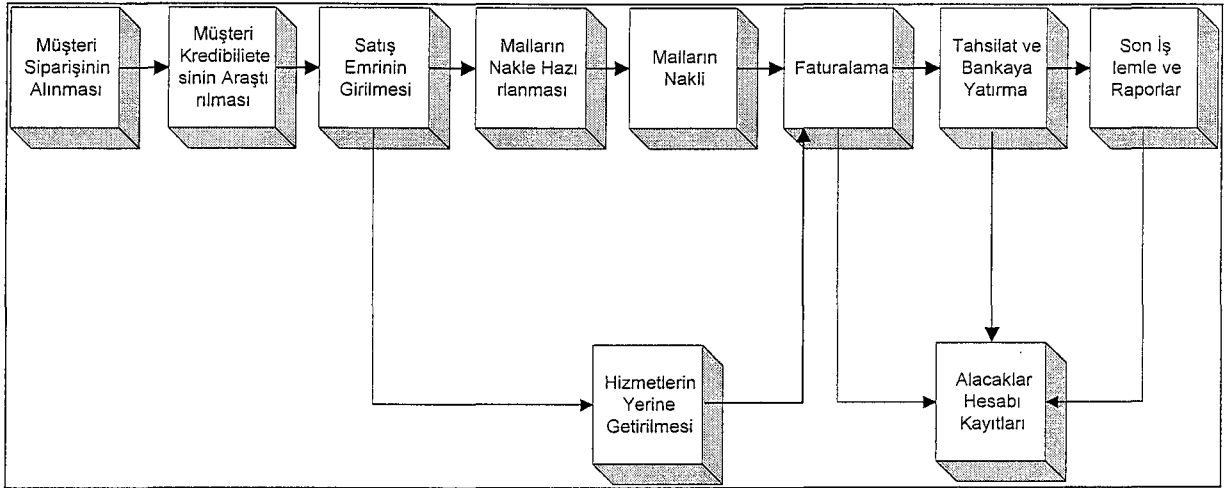 Müşteri
Siparişinin
Alınması
Müşteri
Kredibiliete
sinin Araştı
rılması
Satış
Emrinin
Girilmesi
Malların
Nakle Hazı
rlanması
Malların
Nakli
Faturalama
Tahsilat ve
Bankaya
Yatırma
Son İş
lemle ve
Raporlar
Hizmetlerin
Yerine
Getirilmesi
Alacaklar
Hesabı
Kayıtları